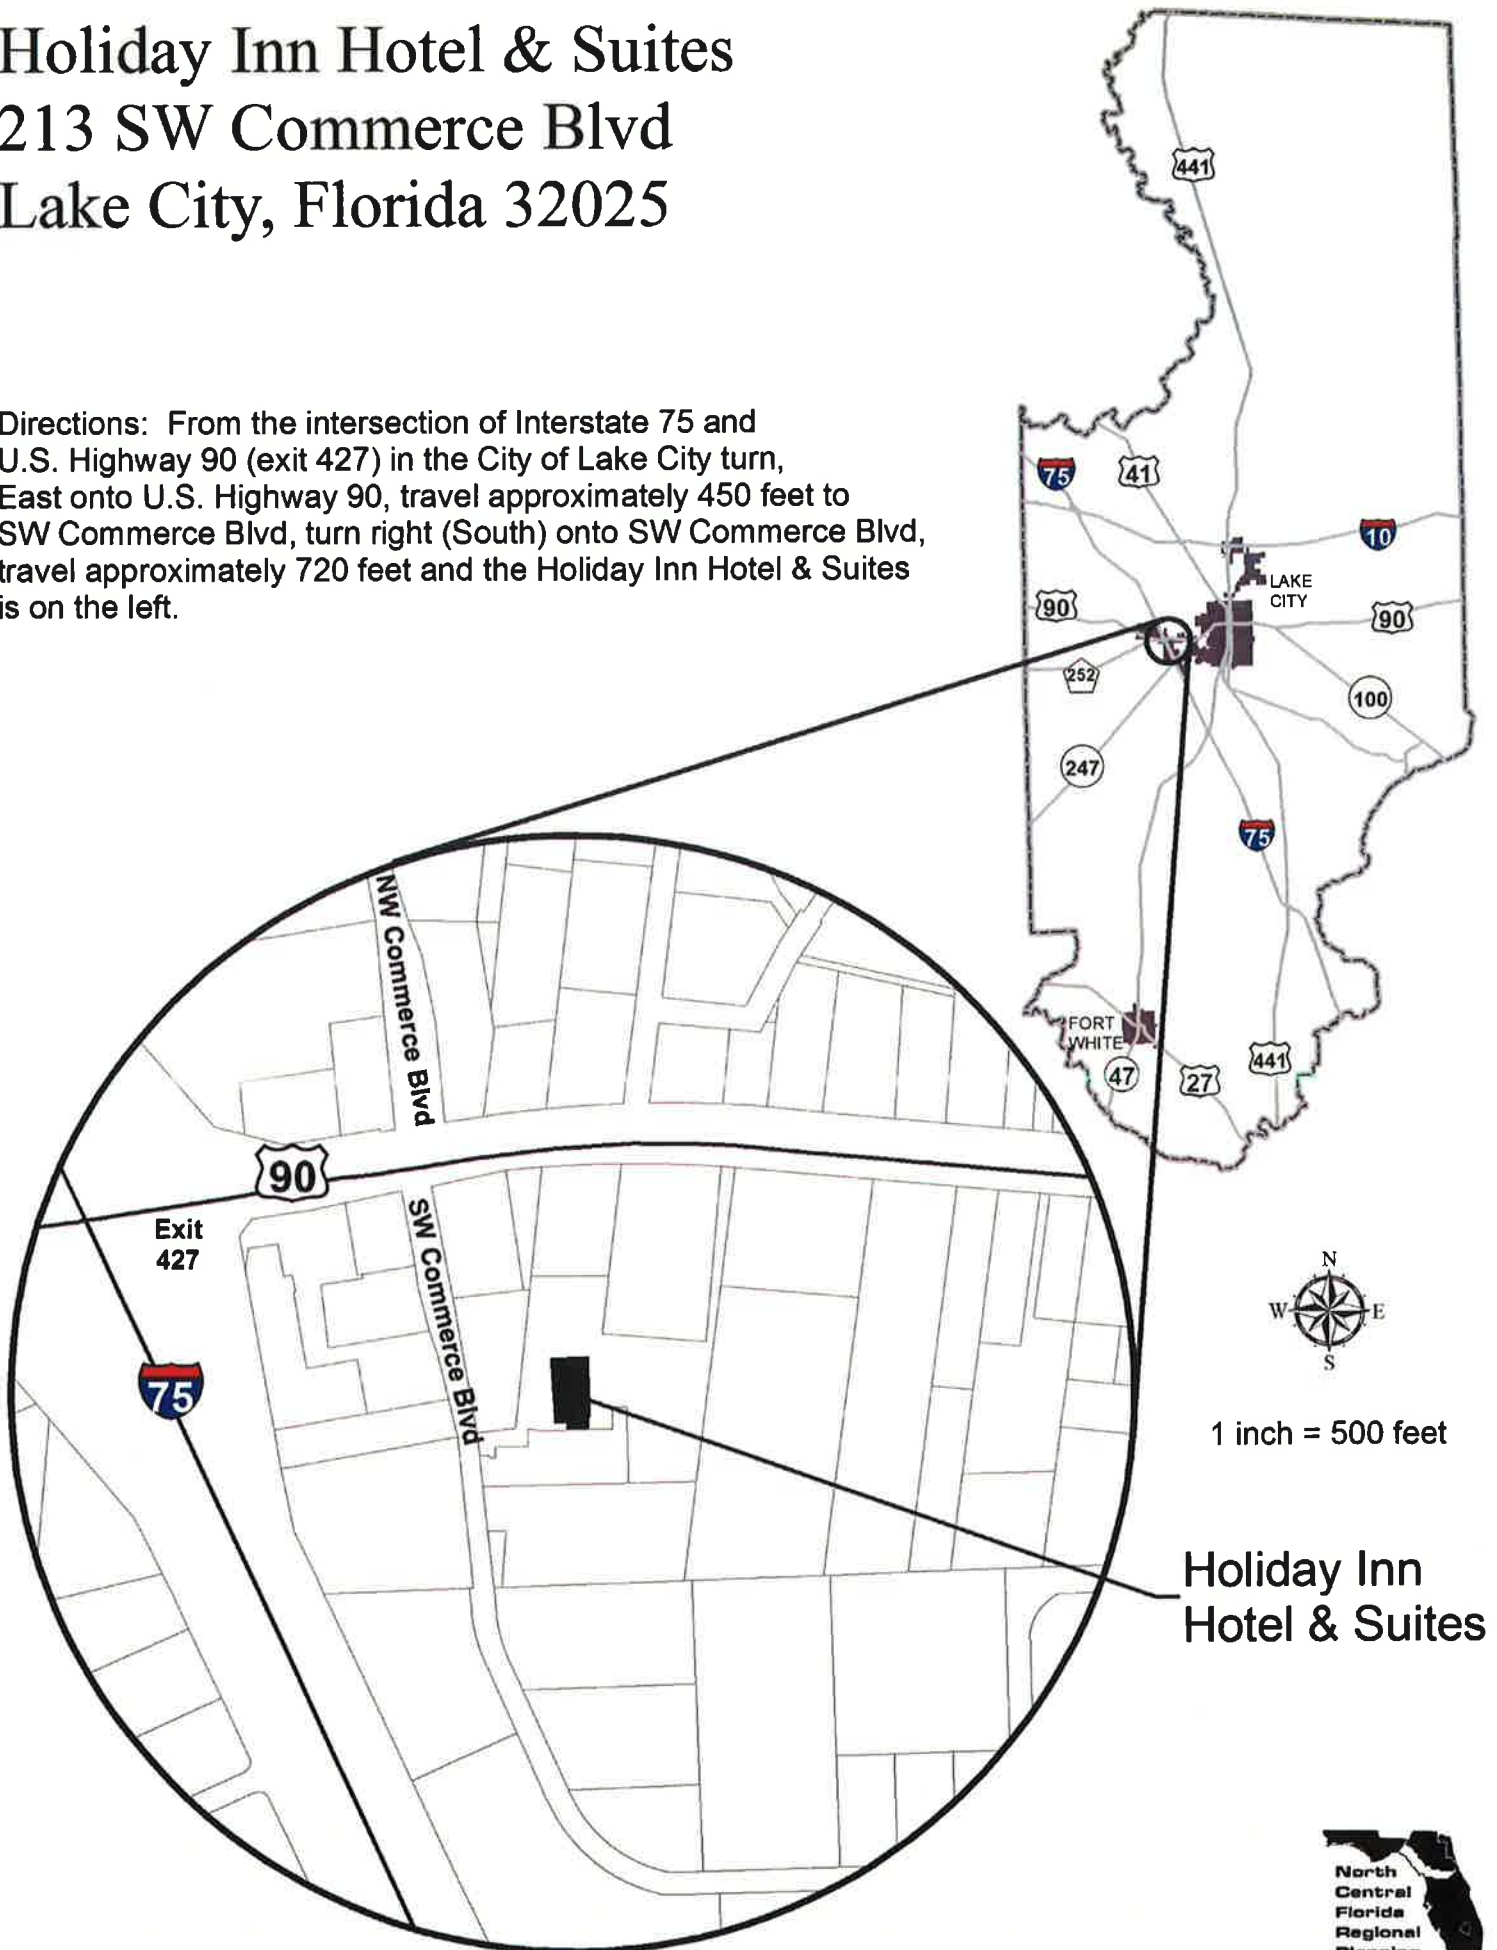 Holiday Inn Hotel & Suites
213 SW Commerce Blvd
Lake City, Florida 32025
Directions: From the intersection of Interstate 75 and
U.S. Highway 90 (exit 427) in the City of Lake City turn,
East onto U.S. Highway 90, travel approximately 450 feet to
SW Commerce Blvd, turn right (South) onto SW Commerce Blvd,
travel approximately 720 feet and the Holiday Inn Hotel & Suites
is on the left.
441
75
41
10
LAKE
CITY
90
90
252
100
247
75
FORT
WHITE
47
27
441
NW Commerce Blvd
90
Exit
427
SW Commerce Blvd
75
N
W
E
S
1 inch = 500 feet
Holiday Inn
Hotel & Suites
North
Central
Florida
Regional